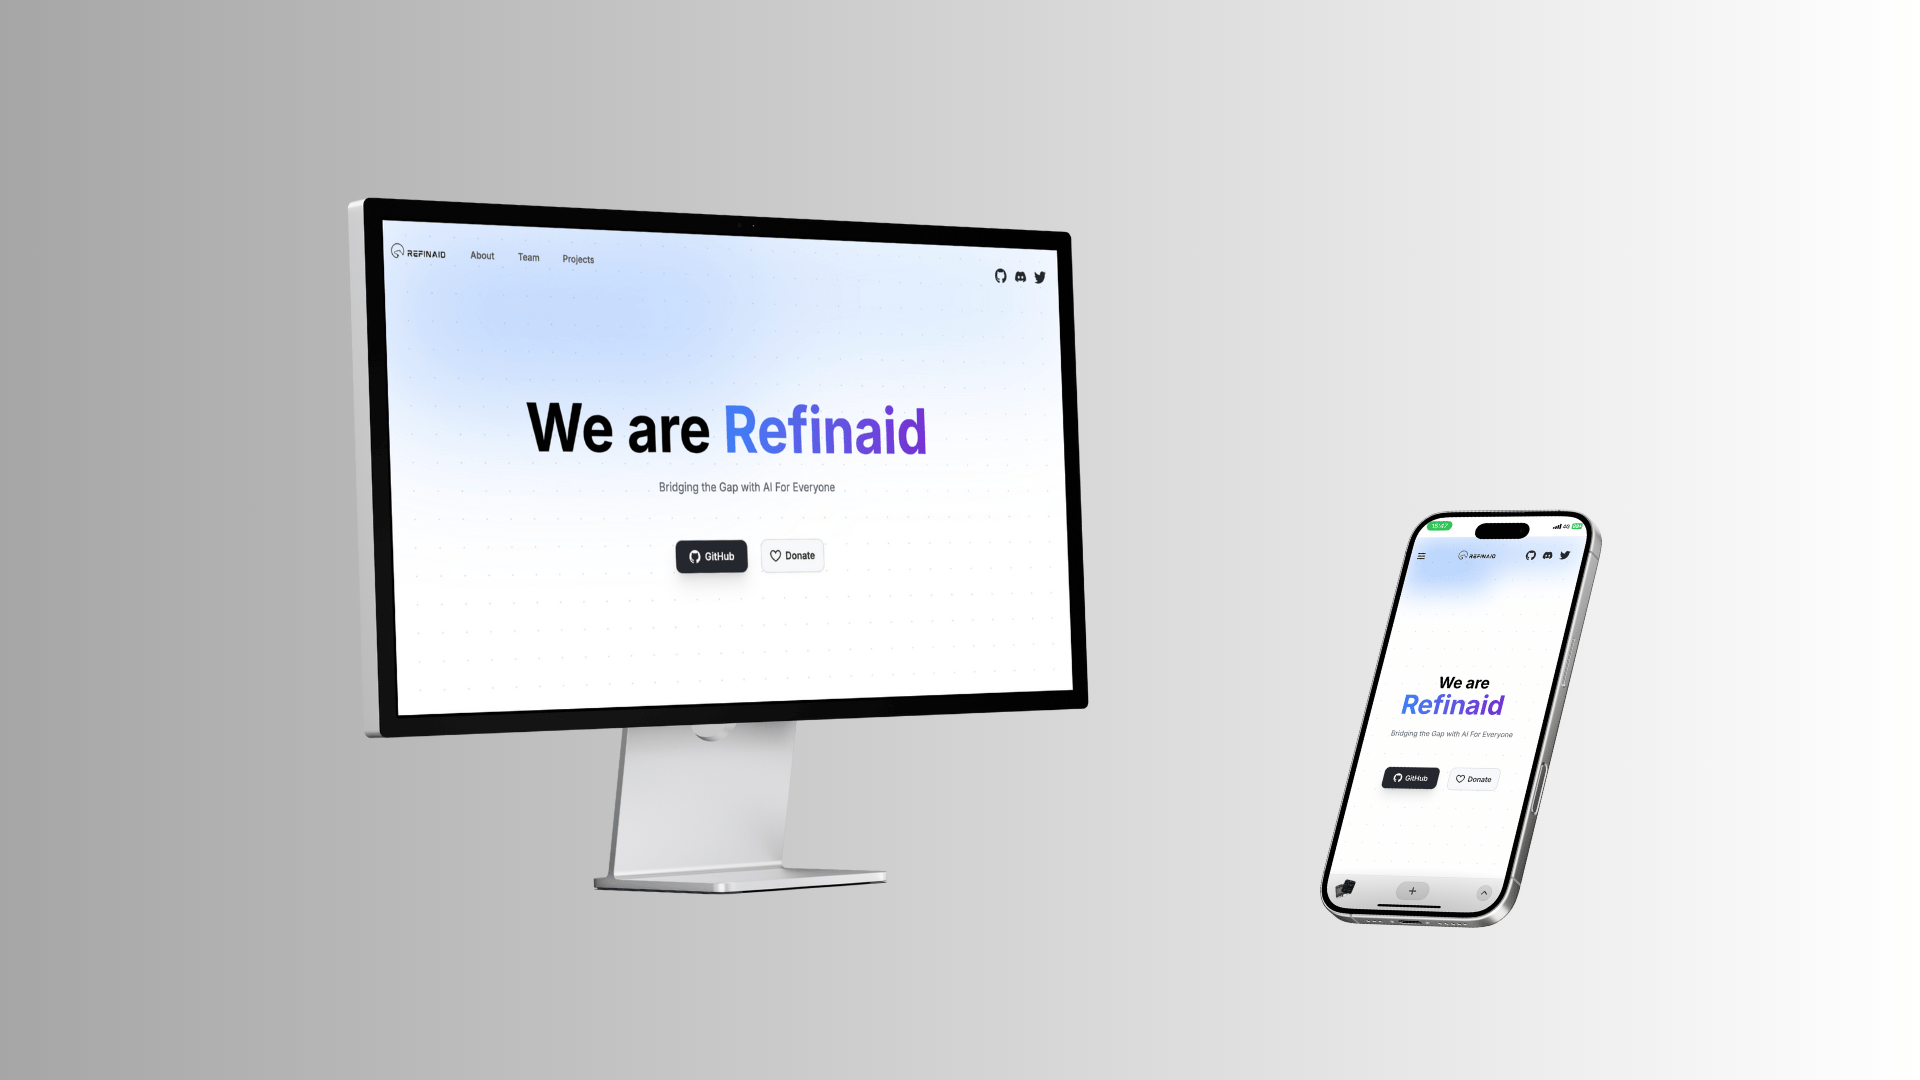 REFINAID
About
Team
Projects
We are Refinaid
Bridging the Gap with AI For Everyone
GitHub
Donate
15:47
4G
REFINAID
We are
Refinaid
Bridging the Gap with AI For Everyone
GitHub
Donate